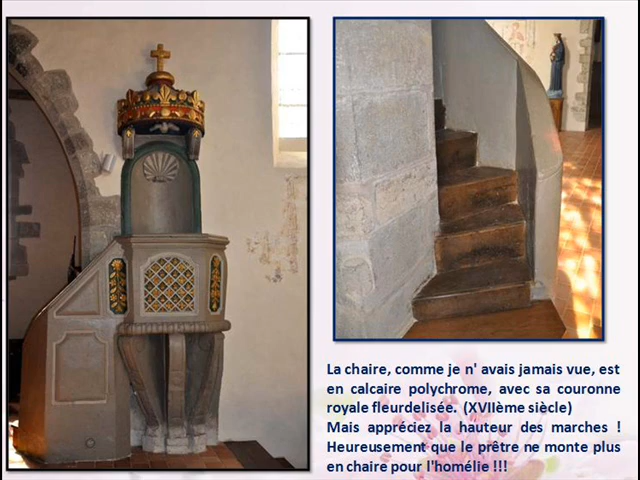 La chaire, comme je n' avais jamais vue, est
en calcaire polychrome, avec sa couronne
royale fleurdelisée. (XVIIème siècle)
Mais appréciez la hauteur des marches !
Heureusement que le prêtre ne monte plus
en chaire pour l'homélie !!!